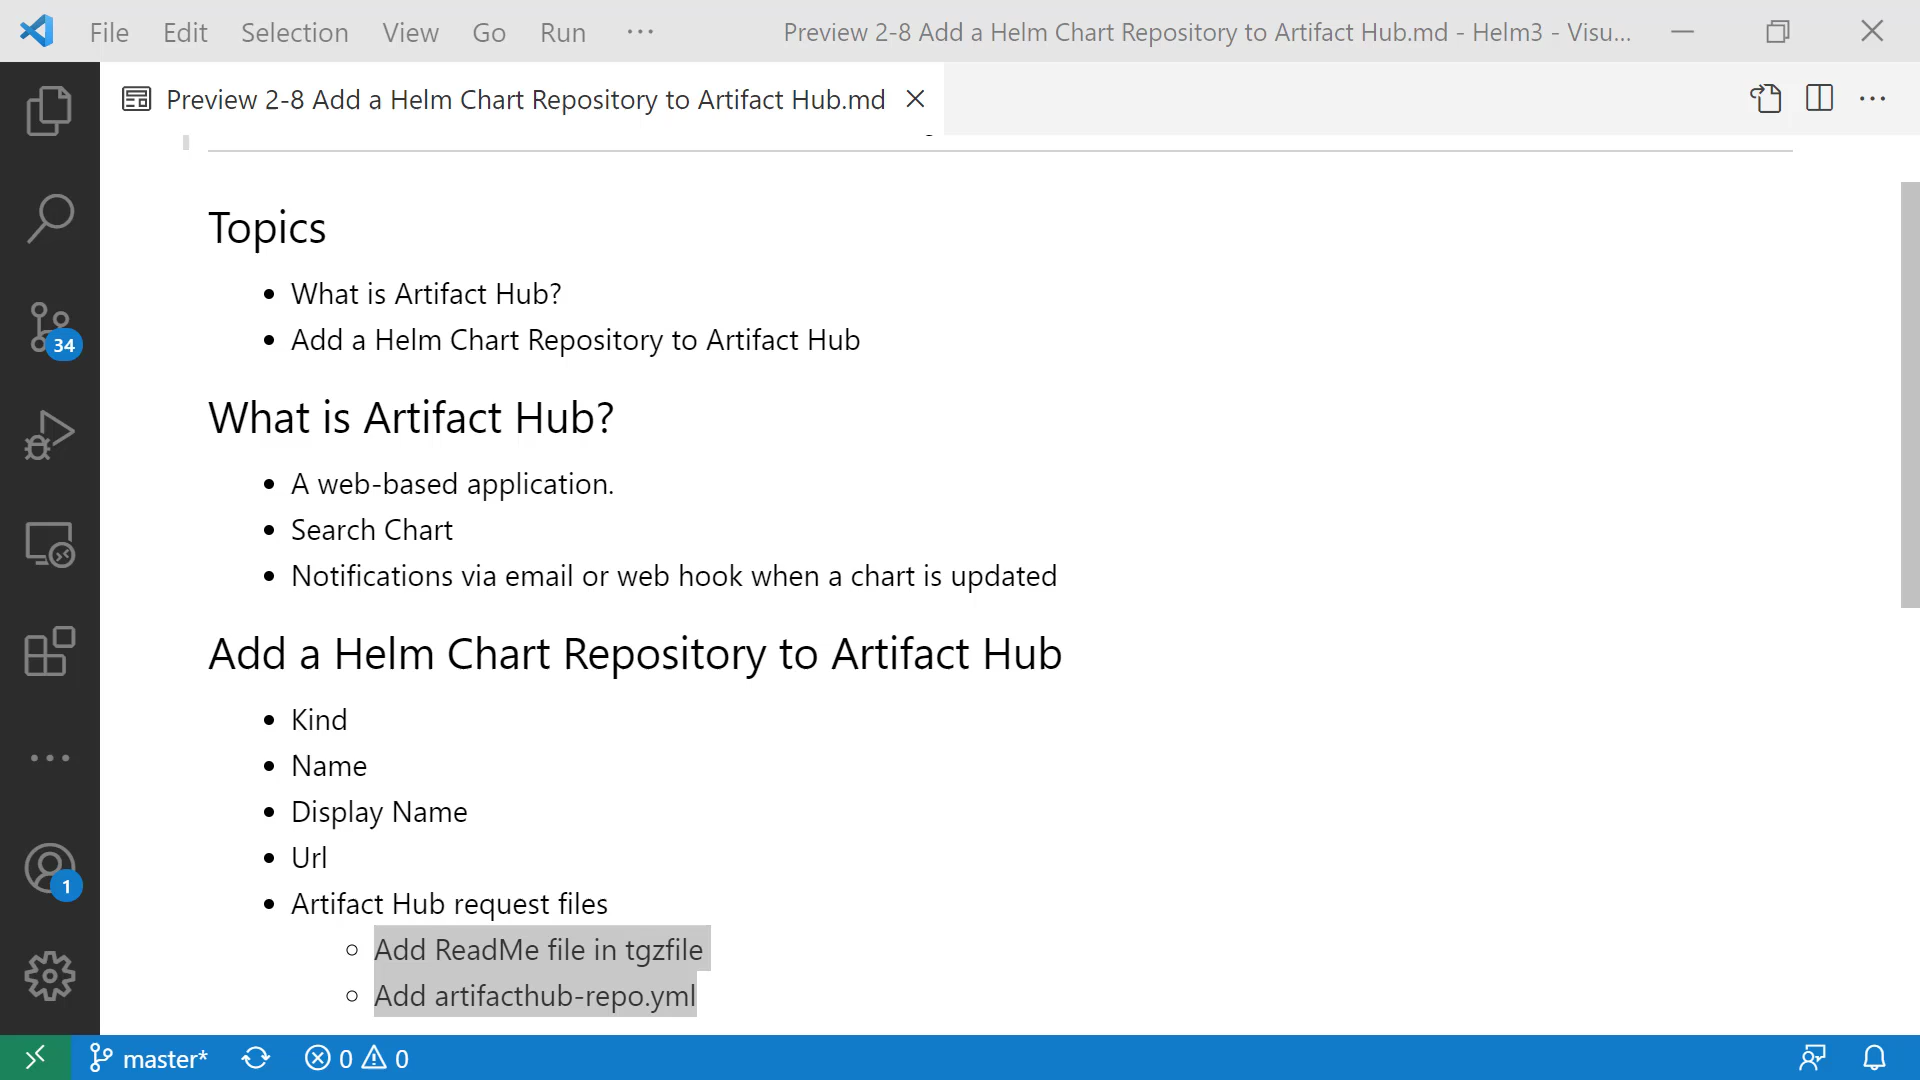 File Edit Selection View Go Run ··· Preview 2-8 Add a Helm Chart Repository to Artifact Hub.md - Helm3 - Visu...
Preview 2-8 Add a Helm Chart Repository to Artifact Hub.md
Topics
What is Artifact Hub?
Add a Helm Chart Repository to Artifact Hub
What is Artifact Hub?
A web-based application.
Search Chart
Notifications via email or web hook when a chart is updated
Add a Helm Chart Repository to Artifact Hub
Kind
Name
Display Name
Url
Artifact Hub request files
Add ReadMe file in tgzfile
Add artifacthub-repo.yml
34
1
master* 0 0